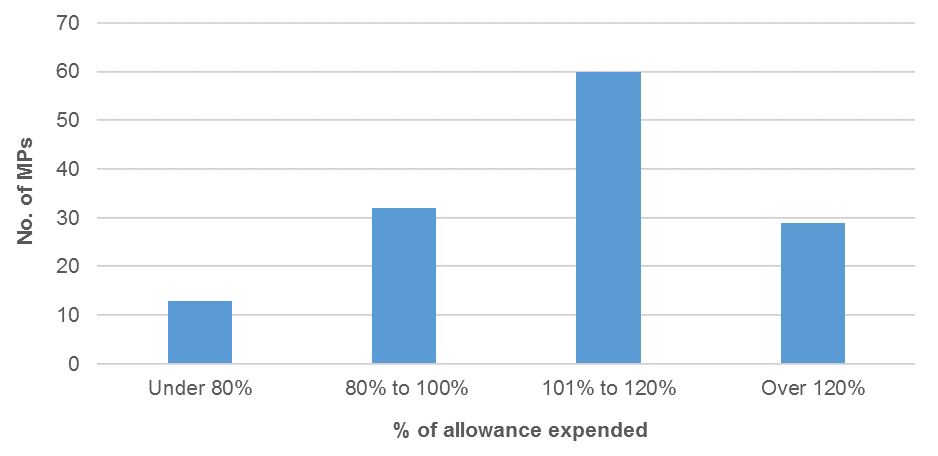 70
60
50
40
30
20
10
0
No. of MPs
Under 80%
80% to 100%
101% to 120%
Over 120%
% of allowance expended